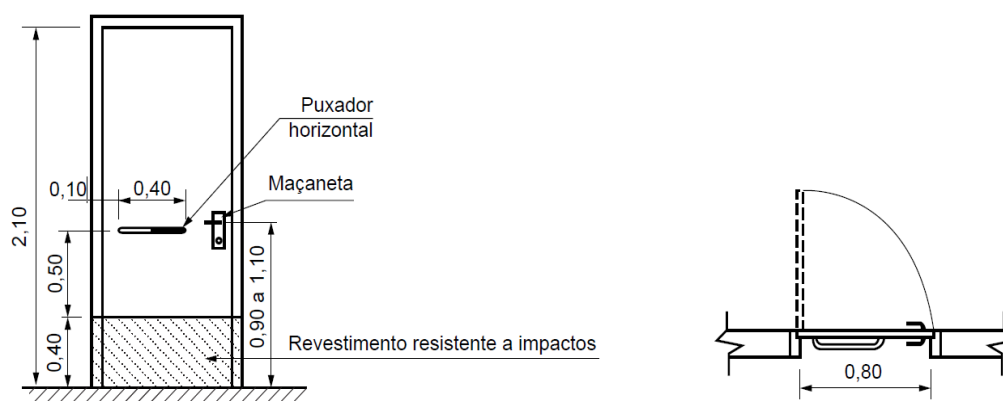 Puxador
horizontal
0,10
0,40
Maçaneta
2,10
0,50
0,90 a 1,10
0,40
Revestimento resistente a impactos
0,80